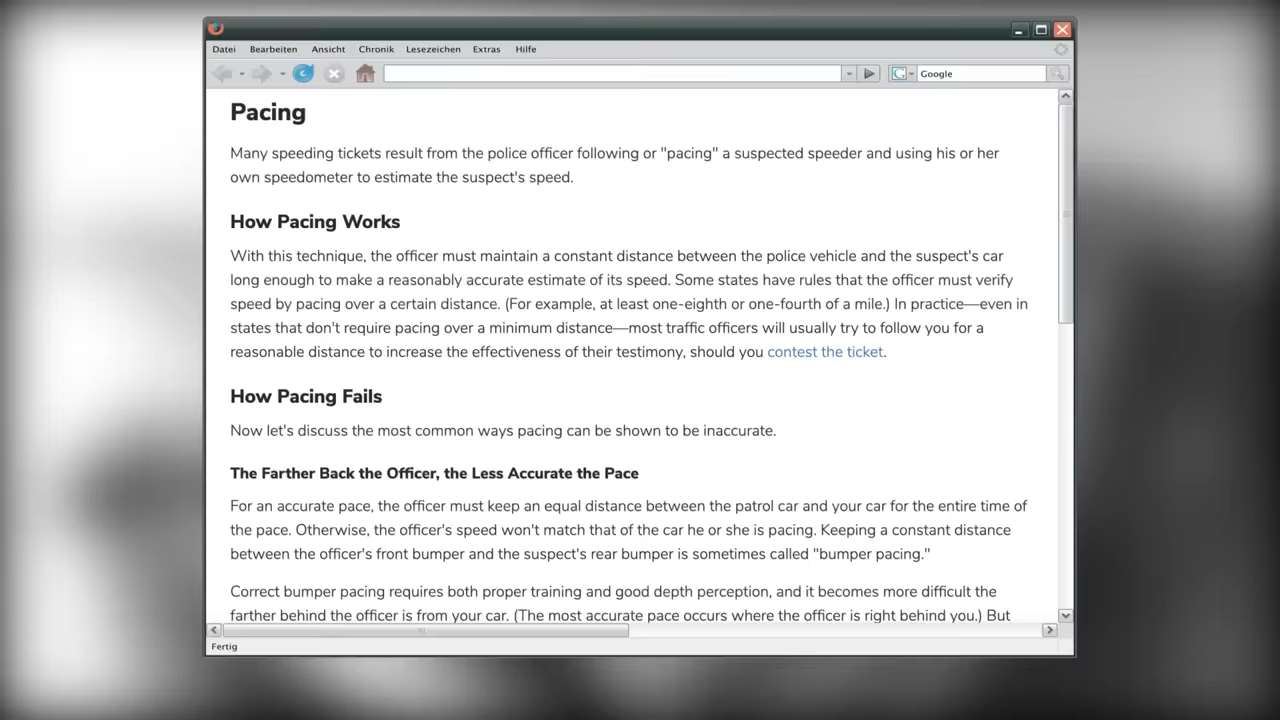 Datei Bearbeiten Ansicht Chronik Lesezeichen Extras Hilfe
Google
Pacing
Many speeding tickets result from the police officer following or "pacing" a suspected speeder and using his or her
own speedometer to estimate the suspect's speed.
How Pacing Works
With this technique, the officer must maintain a constant distance between the police vehicle and the suspect's car
long enough to make a reasonably accurate estimate of its speed. Some states have rules that the officer must verify
speed by pacing over a certain distance. (For example, at least one-eighth or one-fourth of a mile.) In practice—even in
states that don't require pacing over a minimum distance—most traffic officers will usually try to follow you for a
reasonable distance to increase the effectiveness of their testimony, should you contest the ticket.
How Pacing Fails
Now let's discuss the most common ways pacing can be shown to be inaccurate.
The Farther Back the Officer, the Less Accurate the Pace
For an accurate pace, the officer must keep an equal distance between the patrol car and your car for the entire time of
the pace. Otherwise, the officer's speed won't match that of the car he or she is pacing. Keeping a constant distance
between the officer's front bumper and the suspect's rear bumper is sometimes called "bumper pacing."
Correct bumper pacing requires both proper training and good depth perception, and it becomes more difficult the
farther behind the officer is from your car. (The most accurate pace occurs where the officer is right behind you.) But
Fertig